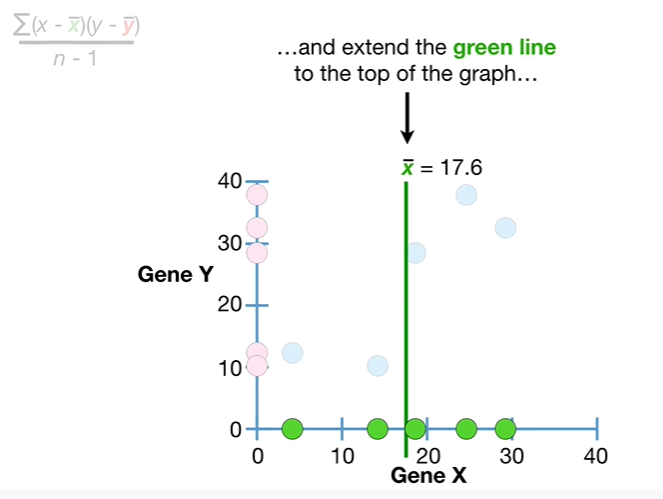 ∑(x - x̄)(y - ȳ)
n - 1
…and extend the green line
to the top of the graph…
x̄ = 17.6
40
30
Gene Y
20
10
0
0 10 20 30 40
Gene X